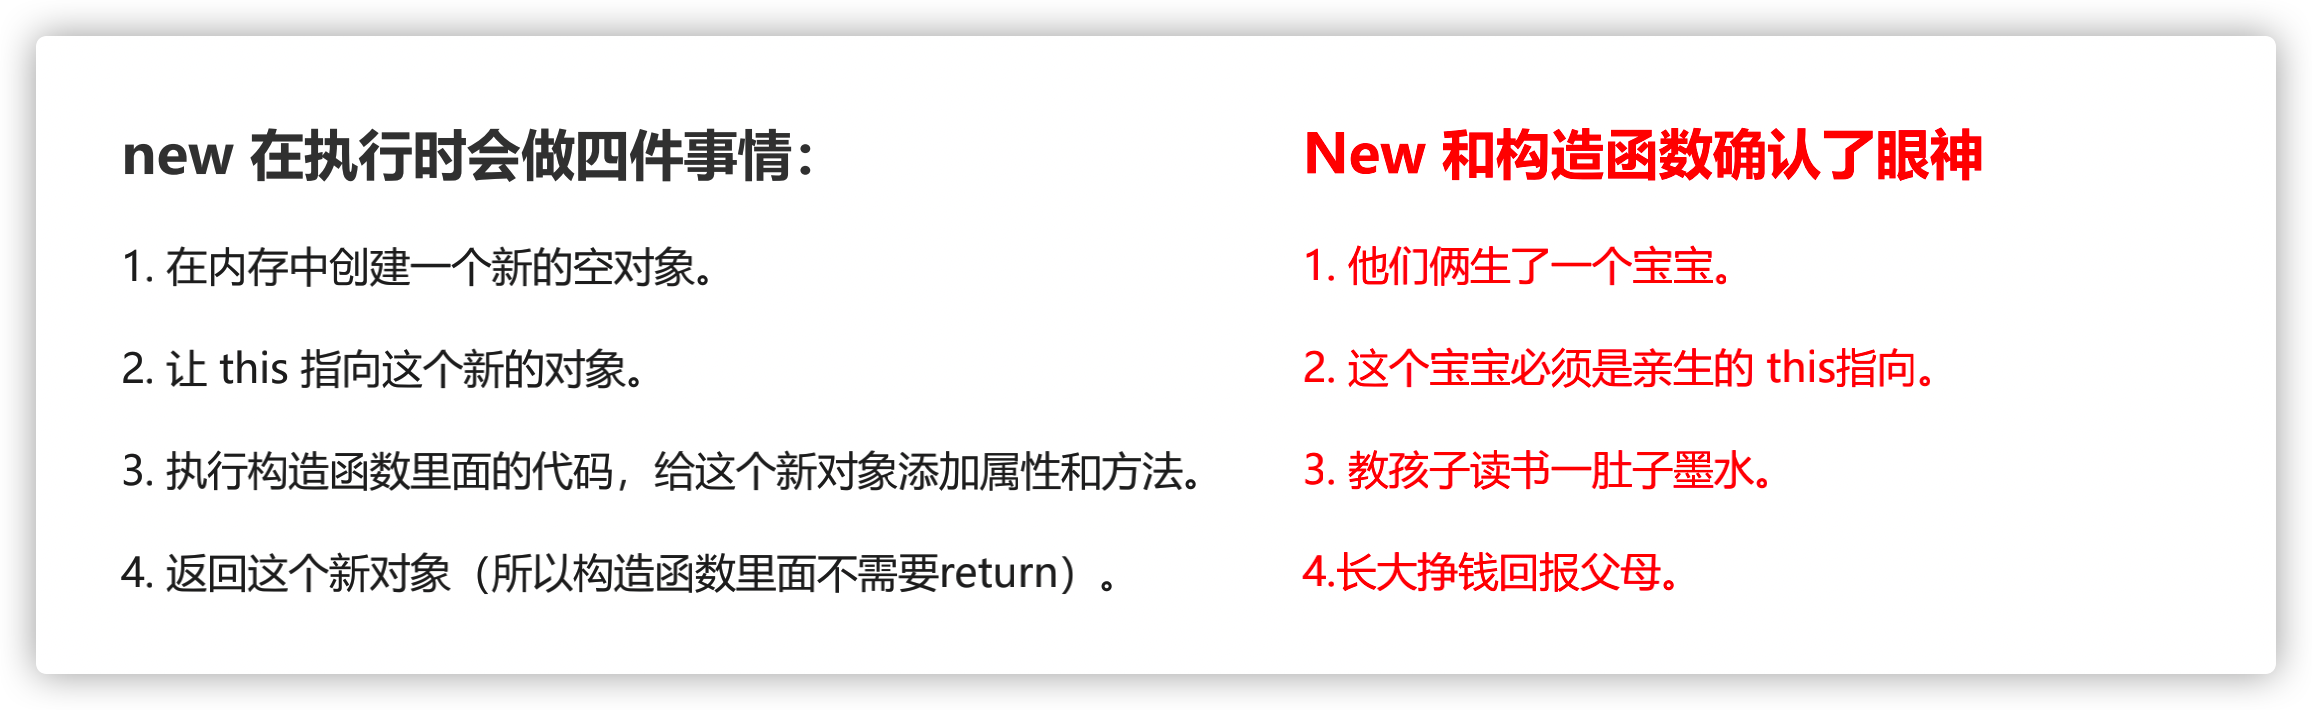 new 在执行时会做四件事情：
1. 在内存中创建一个新的空对象。
2. 让 this 指向这个新的对象。
3. 执行构造函数里面的代码，给这个新对象添加属性和方法。
4. 返回这个新对象（所以构造函数里面不需要return）。
New 和构造函数确认了眼神
1. 他们俩生了一个宝宝。
2. 这个宝宝必须是亲生的 this指向。
3. 教孩子读书一肚子墨水。
4.长大挣钱回报父母。